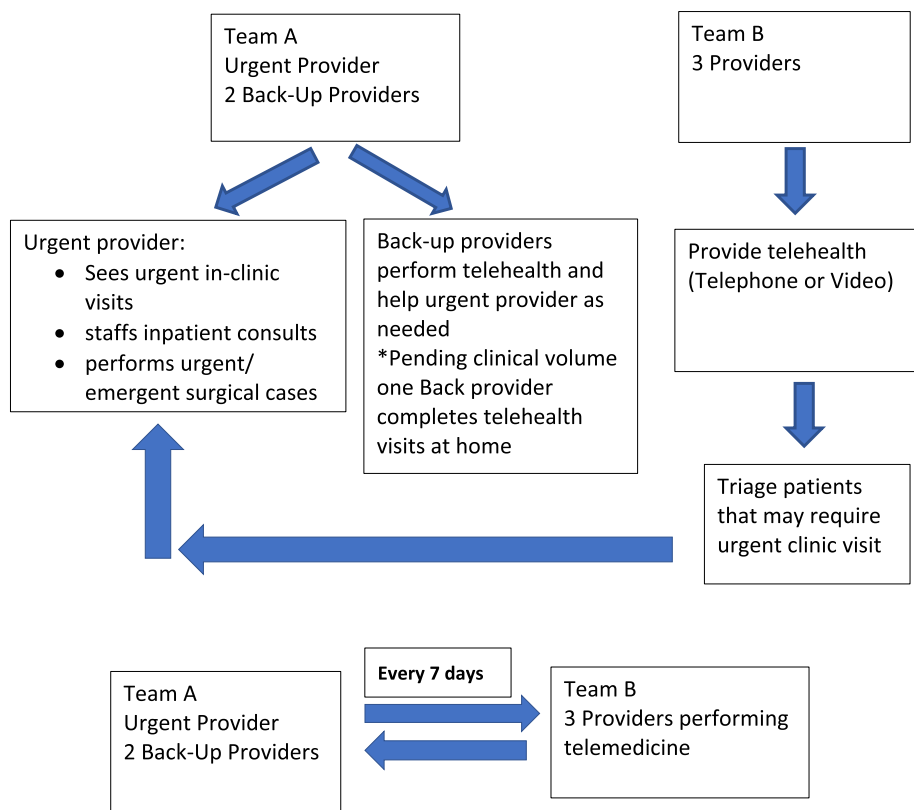 Team A
Urgent Provider
2 Back-Up Providers
Team B
3 Providers
Urgent provider:
• Sees urgent in-clinic
visits
• staffs inpatient consults
• performs urgent/
emergent surgical cases
Back-up providers
perform telehealth and
help urgent provider as
needed
*Pending clinical volume
one Back provider
completes telehealth
visits at home
Provide telehealth
(Telephone or Video)
Triage patients
that may require
urgent clinic visit
Every 7 days
Team A
Urgent Provider
2 Back-Up Providers
Team B
3 Providers performing
telemedicine